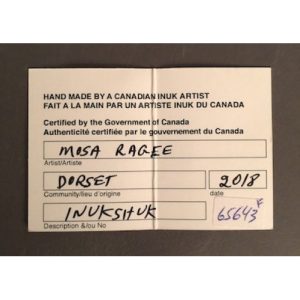 HAND MADE BY A CANADIAN INUK ARTIST
FAIT A LA MAIN PAR UN ARTISTE INUK DU CANADA
Certified by the Government of Canada
Authenticité certifiée par le gouvernement du Canada
MOSA RAGEE
Artist/Artiste
DORSET 2018
Community/lieu d'origine date
INUKSHUK 65643 F
Description &/ou No